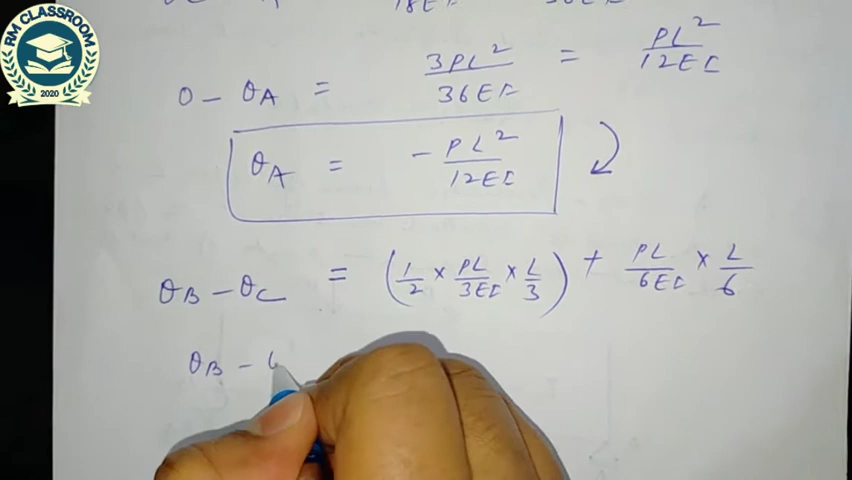 RM CLASSROOM
2020
18EI
0 - θA = 3PL²/36EI = PL²/12EI
θA = - PL²/12EI
θB - θC = (1/2 × PL/3EI × L/3) + PL/6EI × L/6
θB -